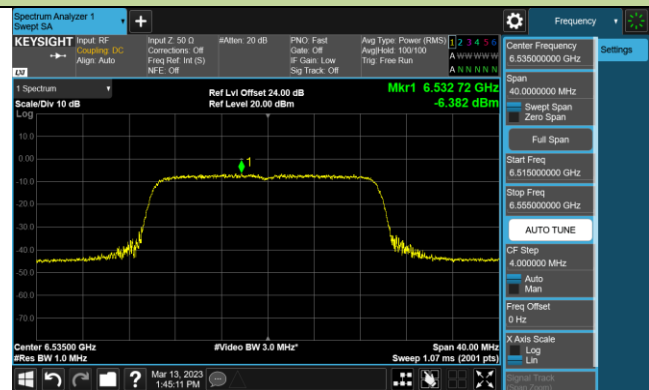 Spectrum Analyzer 1
Swept SA
Frequency
KEYSIGHT
Input: RF
Coupling: DC
Align: Auto
Input Z: 50 Ω
Corrections: Off
Freq Ref: Int (S)
NFE: Off
#Atten: 20 dB
PNO: Fast
Gate: Off
IF Gain: Low
Sig Track: Off
Avg Type: Power (RMS)
Avg|Hold: 100/100
Trig: Free Run
1 2 3 4 5 6
A W W W W W
A N N N N N
LXI
1 Spectrum
Scale/Div 10 dB
Ref Lvl Offset 24.00 dB
Ref Level 20.00 dBm
Mkr1 6.532 72 GHz
-6.382 dBm
Log
10.0
0.00
-10.0
-20.0
-30.0
-40.0
-50.0
-60.0
-70.0
1
Center 6.53500 GHz
#Res BW 1.0 MHz
#Video BW 3.0 MHz*
Span 40.00 MHz
Sweep 1.07 ms (2001 pts)
Mar 13, 2023
1:45:11 PM
Center Frequency
6.535000000 GHz
Span
40.0000000 MHz
Swept Span
Zero Span
Full Span
Start Freq
6.515000000 GHz
Stop Freq
6.555000000 GHz
AUTO TUNE
CF Step
4.000000 MHz
Auto
Man
Freq Offset
0 Hz
X Axis Scale
Log
Lin
Signal Track
(Span Zoom)
Settings